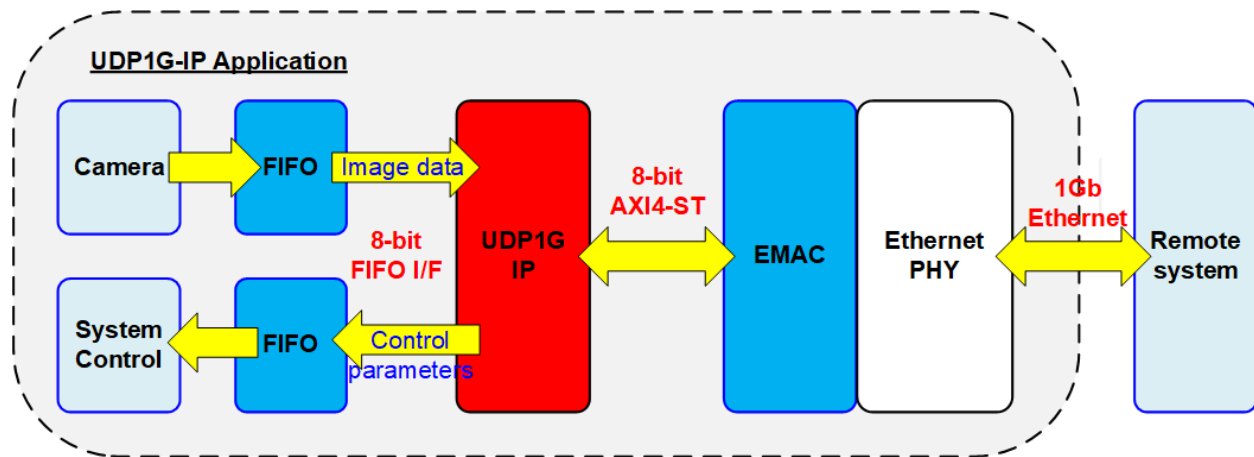 UDP1G-IP Application
Camera
FIFO
Image data
8-bit
FIFO I/F
System
Control
FIFO
Control
parameters
UDP1G
IP
8-bit
AXI4-ST
EMAC
Ethernet
PHY
1Gb
Ethernet
Remote
system